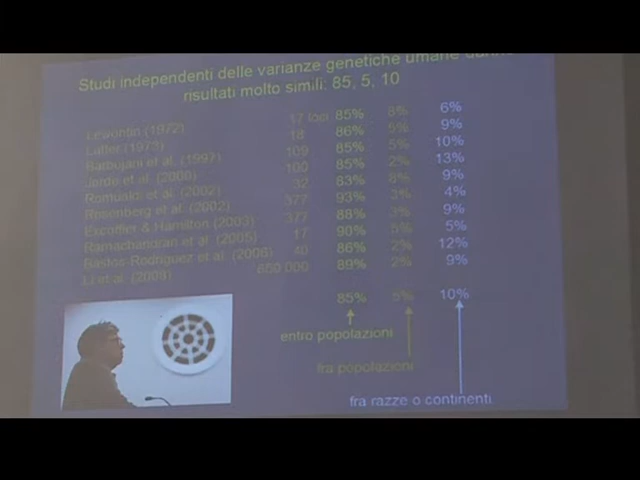 Studi independenti delle varianze genetiche umane danno
risultati molto simili: 85, 5, 10
Lewontin (1972) 17 loci 85% 8% 6%
Latter (1973) 18 86% 5% 9%
Barbujani et al. (1997) 109 85% 5% 10%
Jorde et al. (2000) 100 85% 2% 13%
Romualdi et al. (2002) 32 83% 8% 9%
Rosenberg et al. (2002) 377 93% 3% 4%
Excoffier & Hamilton (2003) 377 88% 3% 9%
Ramachandran et al. (2005) 17 90% 5% 5%
Bastos-Rodriguez et al. (2006) 40 86% 2% 12%
Li et al. (2008) 650 000 89% 2% 9%
85% 5% 10%
entro popolazioni
fra popolazioni
fra razze o continenti